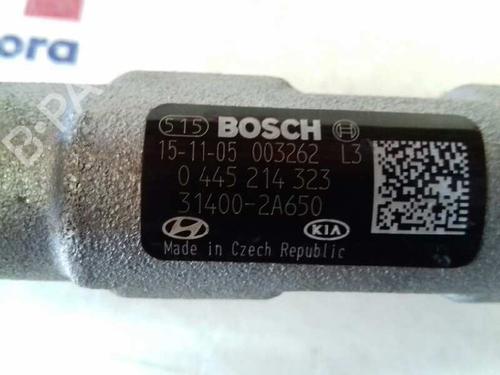 ora
B-PA
515 BOSCH
15-11-05 003262 L3
0 445 214 323
31400-2A650
KIA
Made in Czech Republic